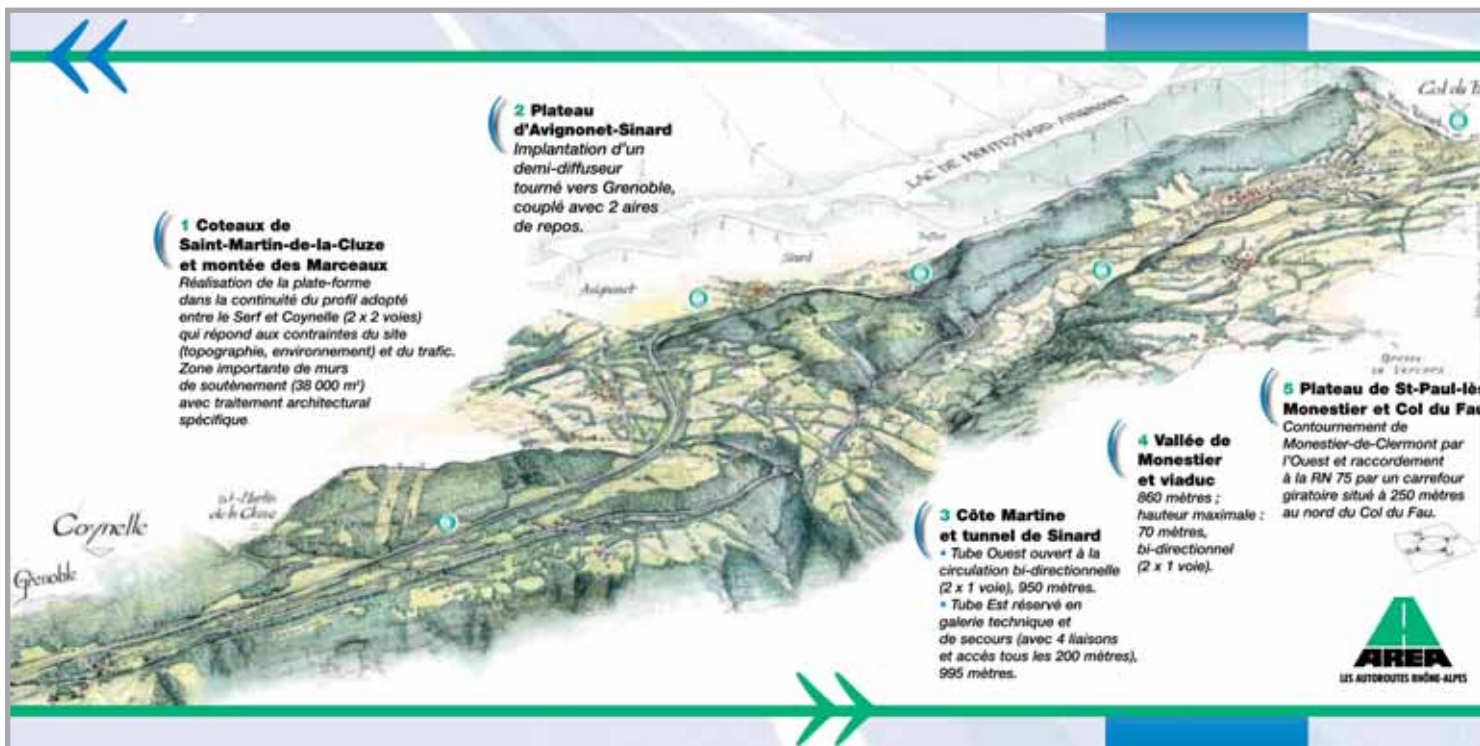 2 Plateau
d'Avignonet-Sinard
Implantation d'un
demi-diffuseur
tourné vers Grenoble,
couplé avec 2 aires
de repos.
1 Coteaux de
Saint-Martin-de-la-Cluze
et montée des Marceaux
Réalisation de la plate-forme
dans la continuité du profil adopté
entre le Serf et Coynelle (2 x 2 voies)
qui répond aux contraintes du site
(topographie, environnement) et du trafic.
Zone importante de murs
de soutènement (38 000 m²)
avec traitement architectural
spécifique
LAC DE MONTEYNARD-AVIGNONET
Col du
Sinard
Avignonet
St-Martin
de la Cluze
Coynelle
Grenoble
Gresse
en Vercors
3 Côte Martine
et tunnel de Sinard
• Tube Ouest ouvert à la
circulation bi-directionnelle
(2 x 1 voie), 950 mètres.
• Tube Est réservé en
galerie technique et
de secours (avec 4 liaisons
et accès tous les 200 mètres),
995 mètres.
4 Vallée de
Monestier
et viaduc
860 mètres ;
hauteur maximale :
70 mètres,
bi-directionnel
(2 x 1 voie).
5 Plateau de St-Paul-lès
Monestier et Col du Fau
Contournement de
Monestier-de-Clermont par
l'Ouest et raccordement
à la RN 75 par un carrefour
giratoire situé à 250 mètres
au nord du Col du Fau.
AREA
LES AUTOROUTES RHÔNE-ALPES